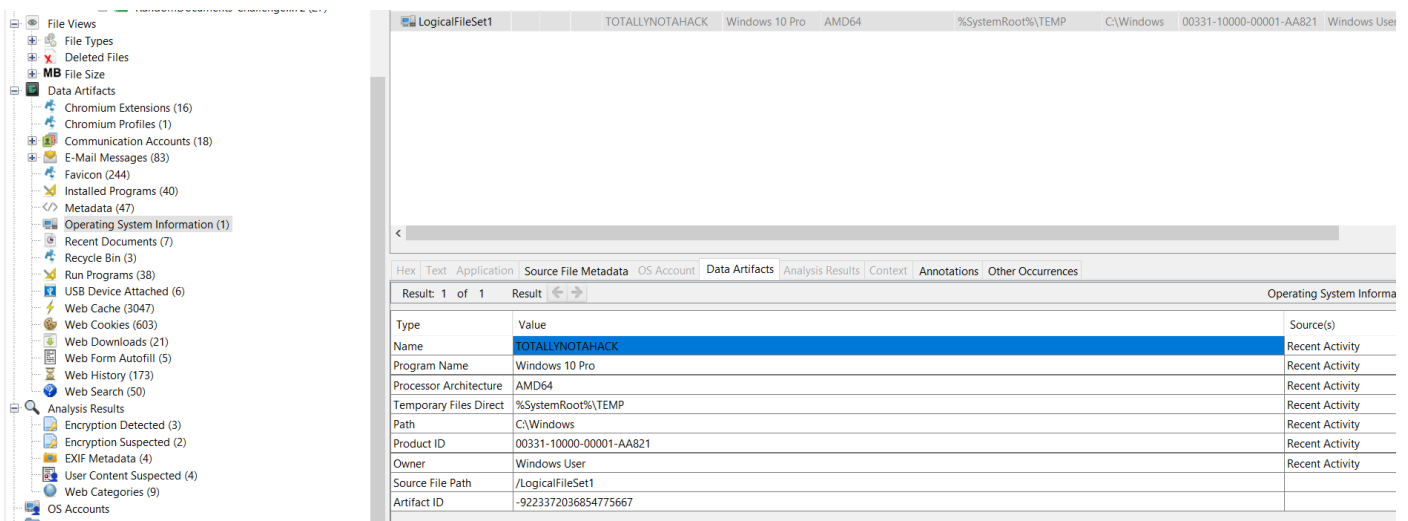 RandomDocuments-Challenge...
File Views
File Types
Deleted Files
MB File Size
Data Artifacts
Chromium Extensions (16)
Chromium Profiles (1)
Communication Accounts (18)
E-Mail Messages (83)
Favicon (244)
Installed Programs (40)
Metadata (47)
Operating System Information (1)
Recent Documents (7)
Recycle Bin (3)
Run Programs (38)
USB Device Attached (6)
Web Cache (3047)
Web Cookies (603)
Web Downloads (21)
Web Form Autofill (5)
Web History (173)
Web Search (50)
Analysis Results
Encryption Detected (3)
Encryption Suspected (2)
EXIF Metadata (4)
User Content Suspected (4)
Web Categories (9)
OS Accounts
LogicalFileSet1 TOTALLYNOTAHACK Windows 10 Pro AMD64 %SystemRoot%\TEMP C:\Windows 00331-10000-00001-AA821 Windows User
Hex Text Application Source File Metadata OS Account Data Artifacts Analysis Results Context Annotations Other Occurrences
Result: 1 of 1 Result Operating System Informa
Type Value Source(s)
Name TOTALLYNOTAHACK Recent Activity
Program Name Windows 10 Pro Recent Activity
Processor Architecture AMD64 Recent Activity
Temporary Files Direct %SystemRoot%\TEMP Recent Activity
Path C:\Windows Recent Activity
Product ID 00331-10000-00001-AA821 Recent Activity
Owner Windows User Recent Activity
Source File Path /LogicalFileSet1
Artifact ID -9223372036854775667